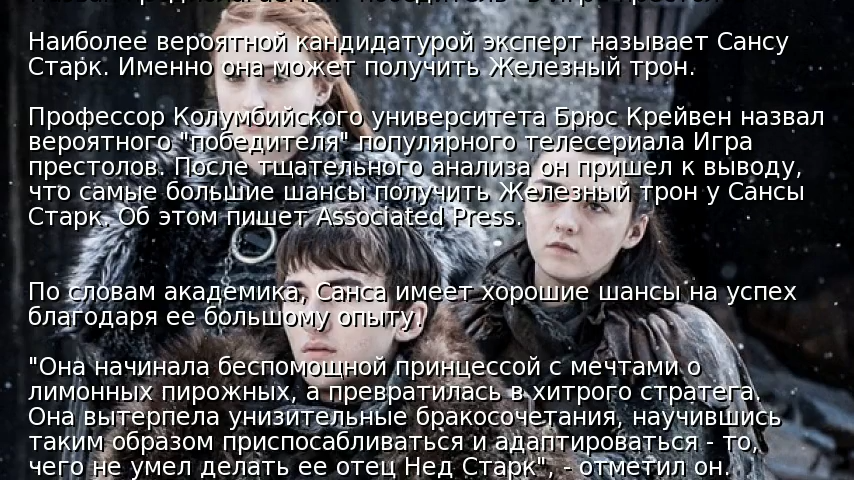 Наиболее вероятной кандидатурой эксперт называет Сансу
Старк. Именно она может получить Железный трон.
Профессор Колумбийского университета Брюс Крейвен назвал
вероятного "победителя" популярного телесериала Игра
престолов. После тщательного анализа он пришел к выводу,
что самые большие шансы получить Железный трон у Сансы
Старк. Об этом пишет Associated Press.
По словам академика, Санса имеет хорошие шансы на успех
благодаря ее большому опыту.
"Она начинала беспомощной принцессой с мечтами о
лимонных пирожных, а превратилась в хитрого стратега.
Она вытерпела унизительные бракосочетания, научившись
таким образом приспосабливаться и адаптироваться - то,
чего не умел делать ее отец Нед Старк", - отметил он.